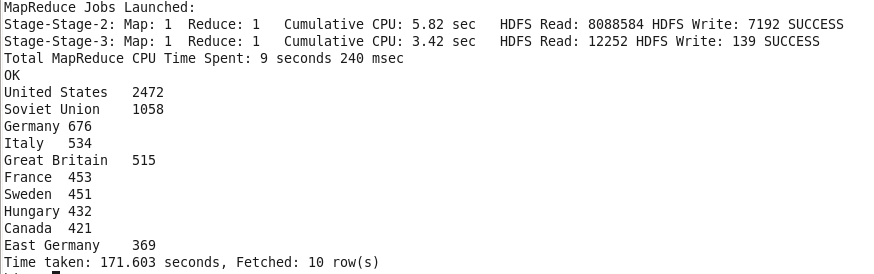 MapReduce Jobs Launched:
Stage-Stage-2: Map: 1  Reduce: 1   Cumulative CPU: 5.82 sec   HDFS Read: 8088584 HDFS Write: 7192 SUCCESS
Stage-Stage-3: Map: 1  Reduce: 1   Cumulative CPU: 3.42 sec   HDFS Read: 12252 HDFS Write: 139 SUCCESS
Total MapReduce CPU Time Spent: 9 seconds 240 msec
OK
United States   2472
Soviet Union    1058
Germany 676
Italy   534
Great Britain   515
France  453
Sweden  451
Hungary 432
Canada  421
East Germany    369
Time taken: 171.603 seconds, Fetched: 10 row(s)